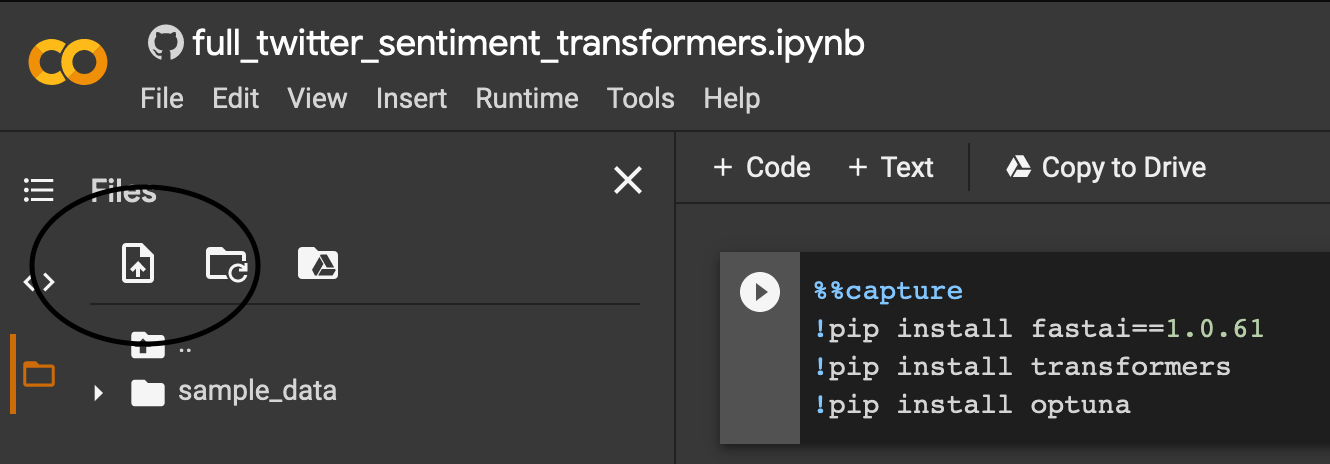 full_twitter_sentiment_transformers.ipynb
File Edit View Insert Runtime Tools Help
Files
+ Code + Text Copy to Drive
..
sample_data
%%capture
!pip install fastai==1.0.61
!pip install transformers
!pip install optuna